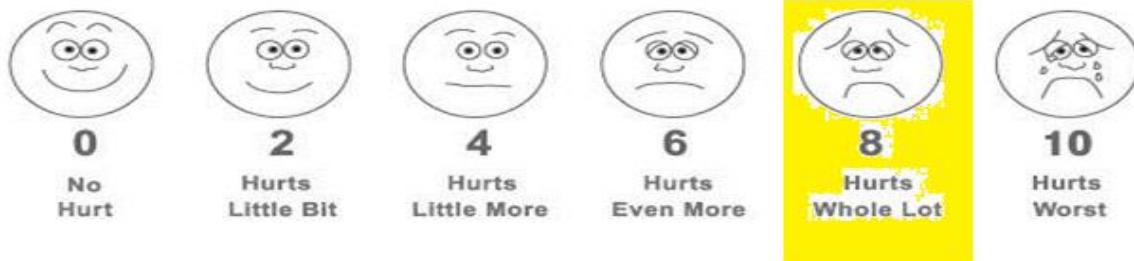 0
No
Hurt
2
Hurts
Little Bit
4
Hurts
Little More
6
Hurts
Even More
8
Hurts
Whole Lot
10
Hurts
Worst